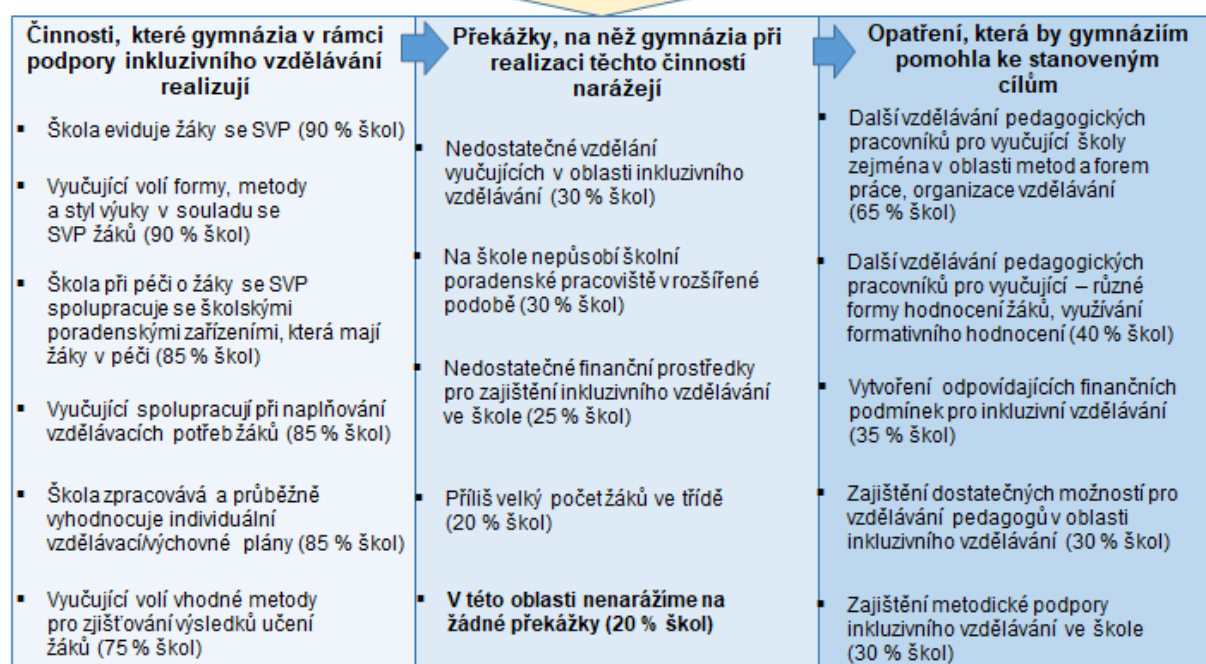 Činnosti, které gymnázia v rámci
podpory inkluzivního vzdělávání
realizují
▪ Škola eviduje žáky se SVP (90 % škol)
▪ Vyučující volí formy, metody
a styl výuky v souladu se
SVP žáků (90 % škol)
▪ Škola při péči o žáky se SVP
spolupracuje se školskými
poradenskými zařízeními, která mají
žáky v péči (85 % škol)
▪ Vyučující spolupracují při naplňování
vzdělávacích potřeb žáků (85 % škol)
▪ Škola zpracovává a průběžně
vyhodnocuje individuální
vzdělávací/výchovné plány (85 % škol)
▪ Vyučující volí vhodné metody
pro zjišťování výsledků učení
žáků (75 % škol)
Překážky, na něž gymnázia při
realizaci těchto činností
narážejí
▪ Nedostatečné vzdělání
vyučujících v oblasti inkluzivního
vzdělávání (30 % škol)
▪ Na škole nepůsobí školní
poradenské pracoviště v rozšířené
podobě (30 % škol)
▪ Nedostatečné finanční prostředky
pro zajištění inkluzivního vzdělávání
ve škole (25 % škol)
▪ Příliš velký počet žáků ve třídě
(20 % škol)
▪ V této oblasti nenarážíme na
žádné překážky (20 % škol)
Opatření, která by gymnáziím
pomohla ke stanoveným
cílům
▪ Další vzdělávání pedagogických
pracovníků pro vyučující školy
zejména v oblasti metod a forem
práce, organizace vzdělávání
(65 % škol)
▪ Další vzdělávání pedagogických
pracovníků pro vyučující – různé
formy hodnocení žáků, využívání
formativního hodnocení (40 % škol)
▪ Vytvoření odpovídajících finančních
podmínek pro inkluzivní vzdělávání
(35 % škol)
▪ Zajištění dostatečných možností pro
vzdělávání pedagogů v oblasti
inkluzivního vzdělávání (30 % škol)
▪ Zajištění metodické podpory
inkluzivního vzdělávání ve škole
(30 % škol)